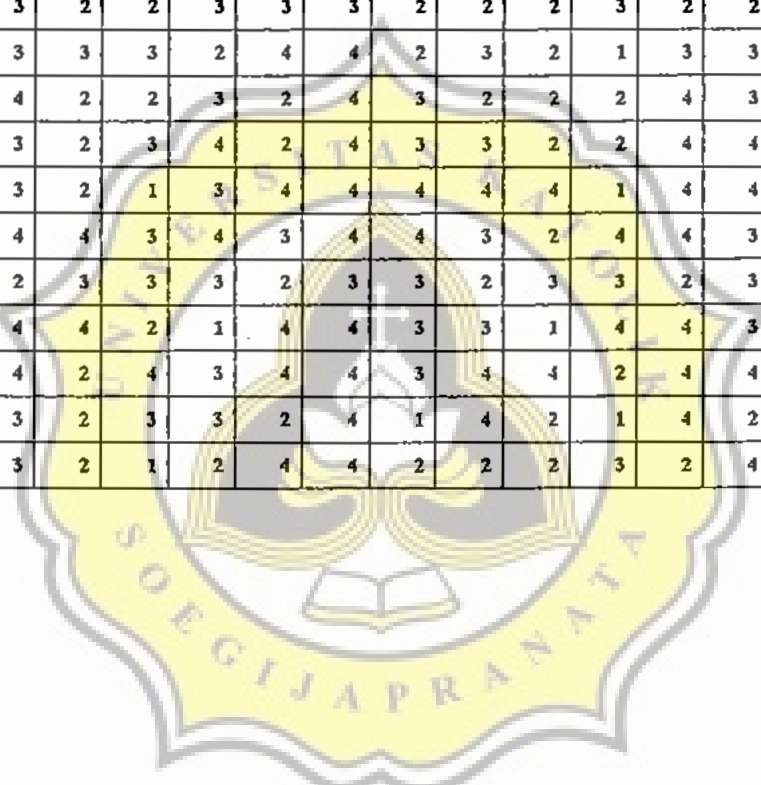 3 2 2 3 3 3 2 2 2 3 2 2
3 3 3 2 4 4 2 3 2 1 3 3
4 2 2 3 2 4 3 2 2 2 4 3
3 2 3 4 2 4 3 3 2 2 4 4
3 2 1 3 4 4 4 4 4 1 4 4
4 4 3 4 3 4 4 3 2 4 4 3
2 3 3 3 2 3 3 2 3 3 2 3
4 4 2 1 4 4 3 3 1 4 4 3
4 2 4 3 4 4 3 4 4 2 4 4
3 2 3 3 2 4 1 4 2 1 4 2
3 2 1 2 4 4 2 2 2 3 2 4
UNIVERSITAS KATOLIK
SOEGIJAPRANATA